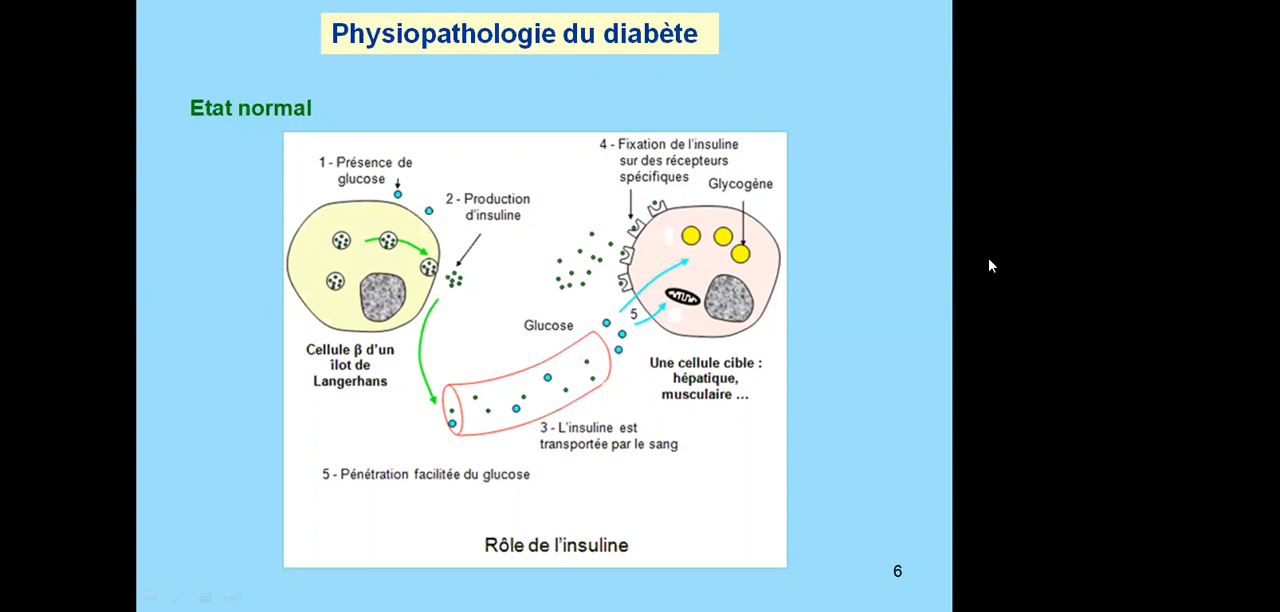 Physiopathologie du diabète
Etat normal
1 - Présence de
glucose
2 - Production
d'insuline
4 - Fixation de l'insuline
sur des récepteurs
spécifiques
Glycogène
Glucose
5
Cellule β d'un
îlot de
Langerhans
Une cellule cible :
hépatique,
musculaire ...
3 - L'insuline est
transportée par le sang
5 - Pénétration facilitée du glucose
Rôle de l'insuline
6